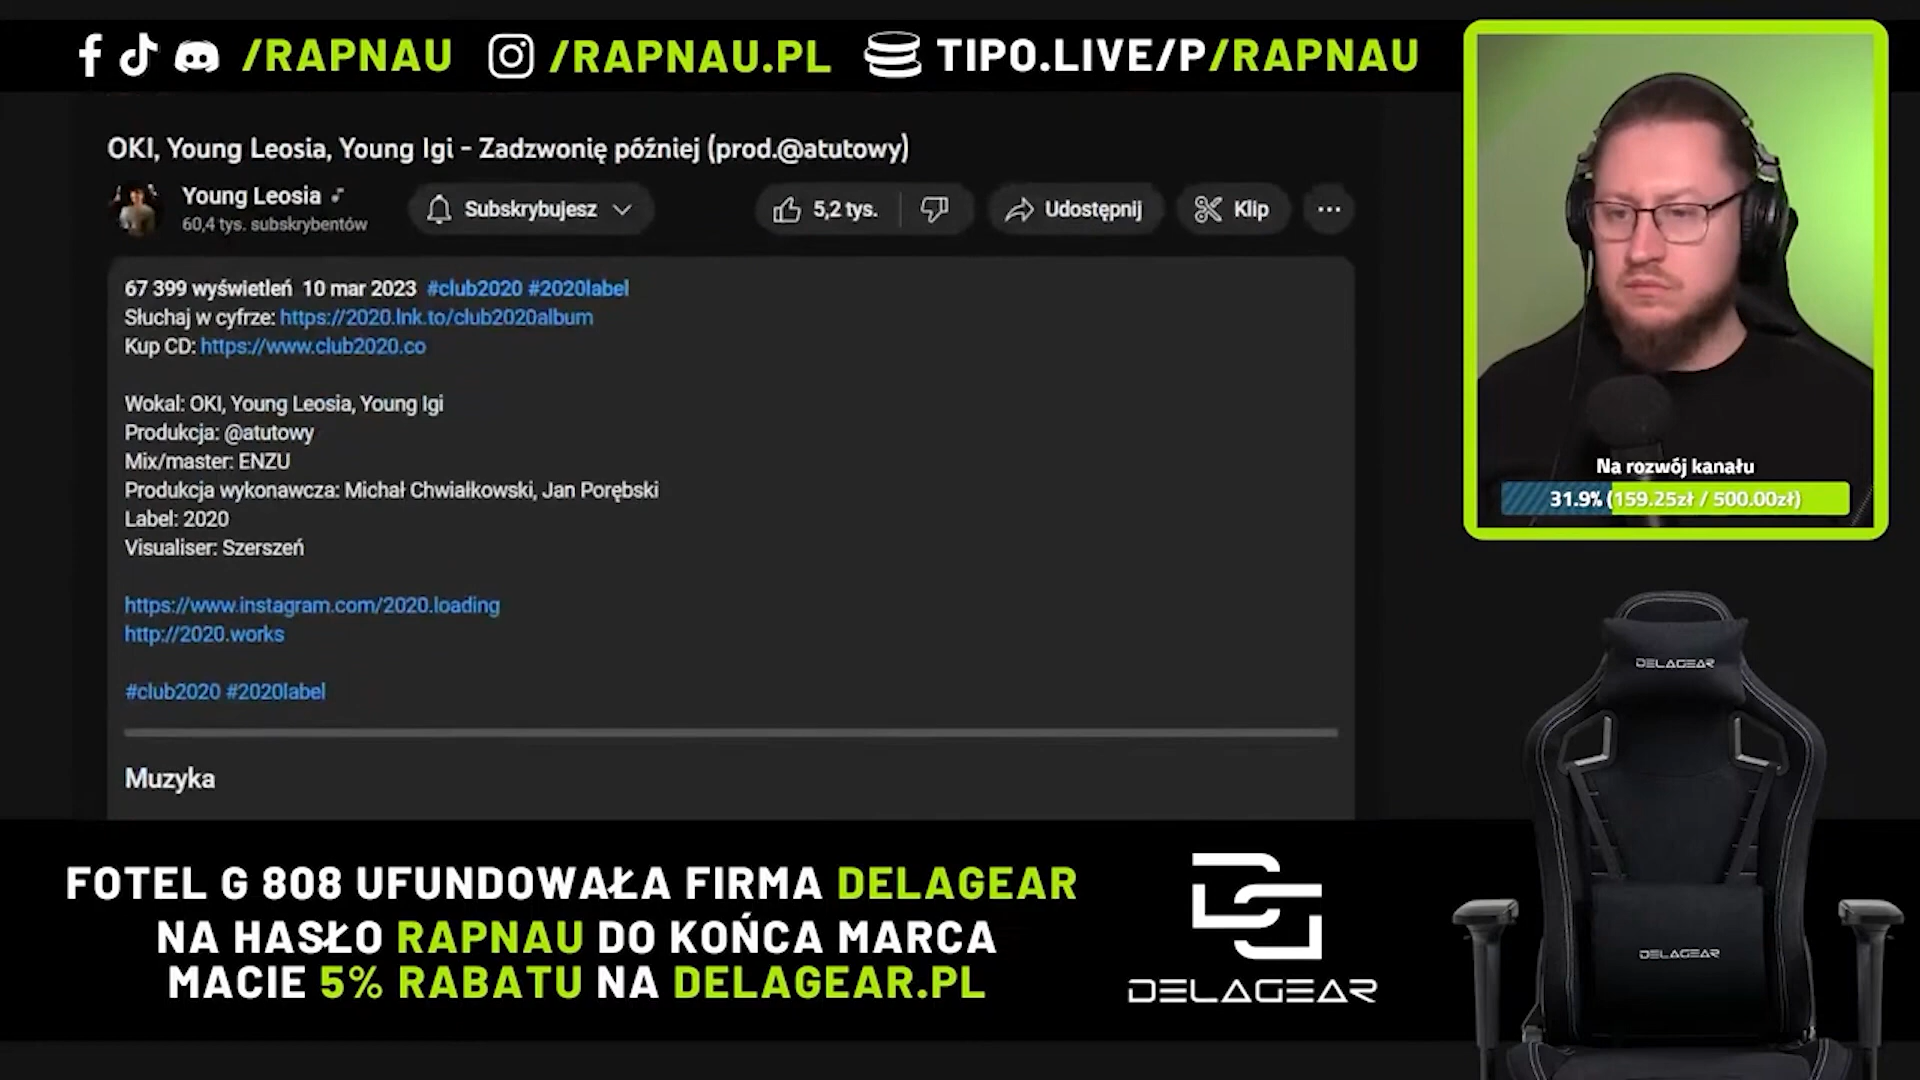 /RAPNAU /RAPNAU.PL TIPO.LIVE/P/RAPNAU
OKI, Young Leosia, Young Igi - Zadzwonię później (prod.@atutowy)
Young Leosia
60,4 tys. subskrybentów
Subskrybujesz
5,2 tys.
Udostępnij
Klip
67 399 wyświetleń 10 mar 2023 #club2020 #2020label
Słuchaj w cyfrze: https://2020.lnk.to/club2020album
Kup CD: https://www.club2020.co
Wokal: OKI, Young Leosia, Young Igi
Produkcja: @atutowy
Mix/master: ENZU
Produkcja wykonawcza: Michał Chwiałkowski, Jan Porębski
Label: 2020
Visualiser: Szerszeń
https://www.instagram.com/2020.loading
http://2020.works
#club2020 #2020label
Muzyka
Na rozwój kanału
31.9% (159.25zł / 500.00zł)
DELAGEAR
DELAGEAR
FOTEL G 808 UFUNDOWAŁA FIRMA DELAGEAR
NA HASŁO RAPNAU DO KOŃCA MARCA
MACIE 5% RABATU NA DELAGEAR.PL
DELAGEAR